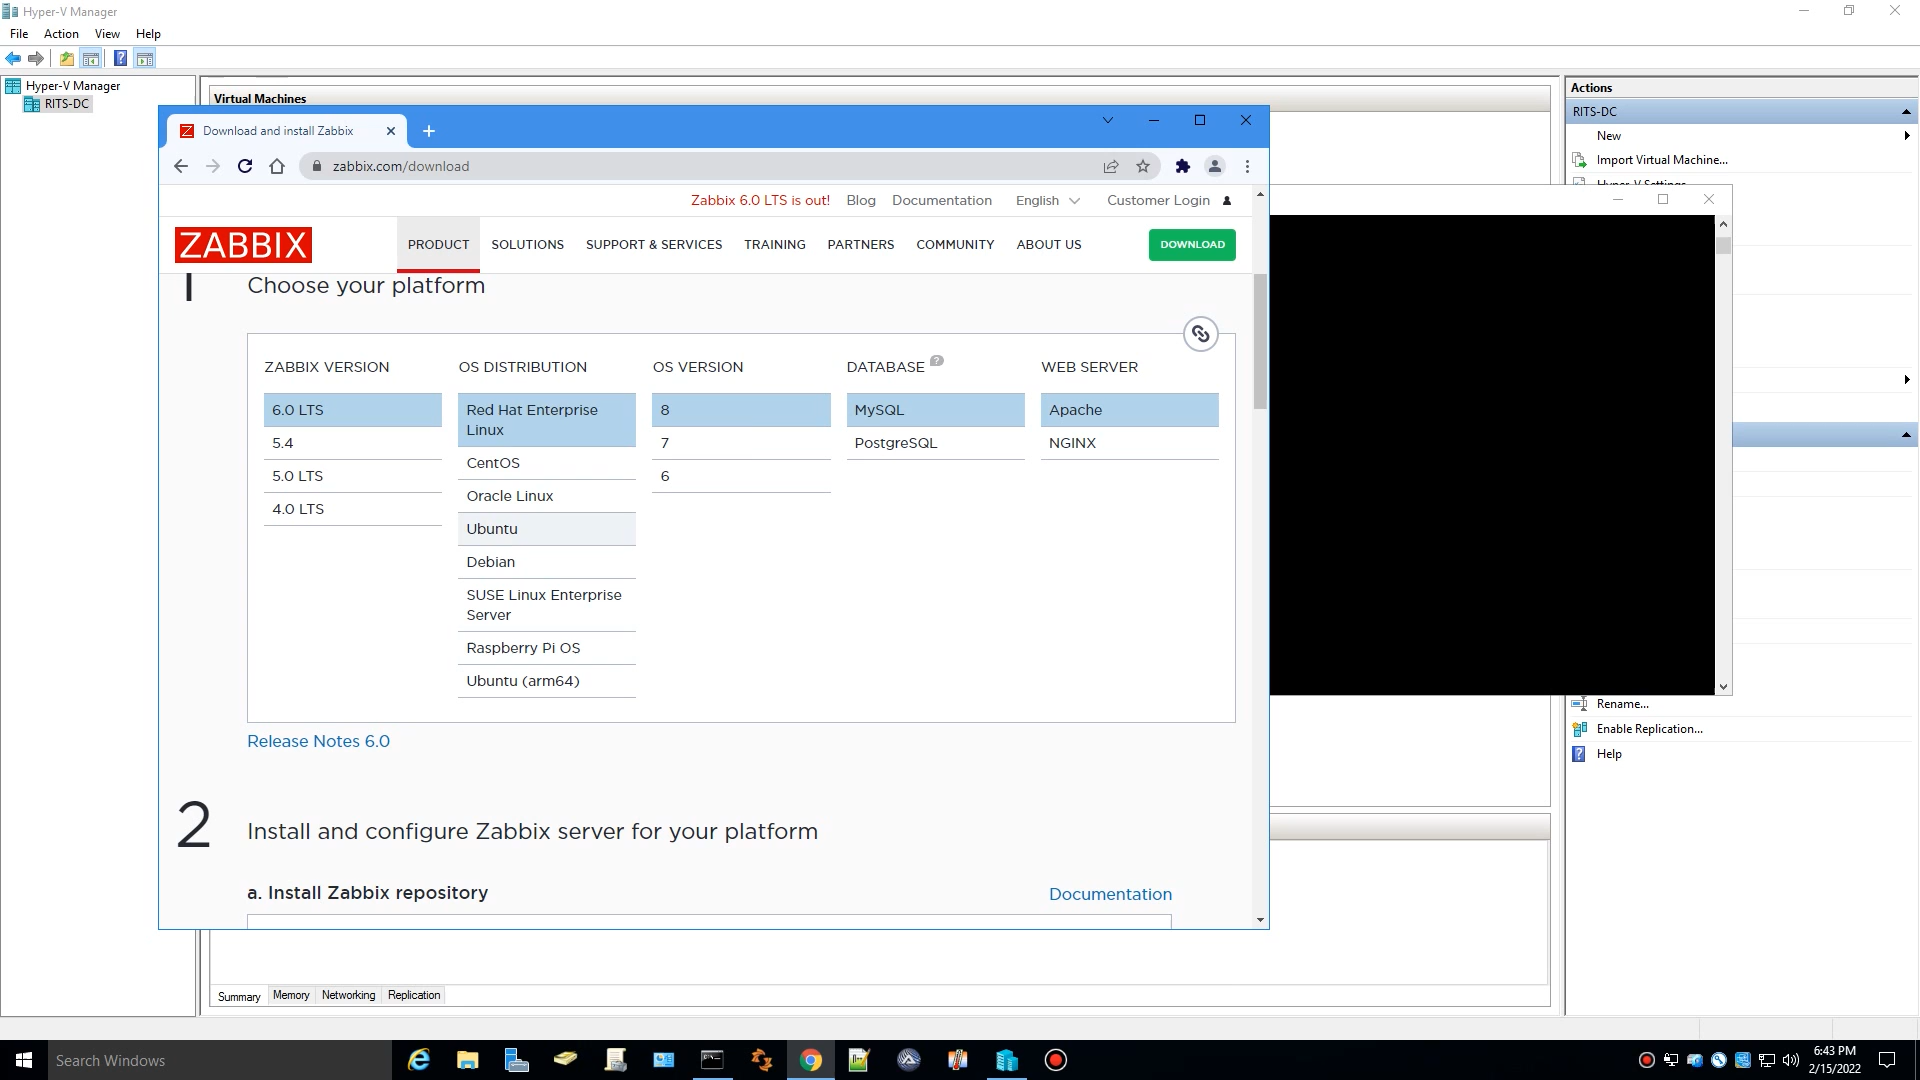 Hyper-V Manager
File Action View Help
Hyper-V Manager
RITS-DC
Virtual Machines
Actions
RITS-DC
New
Import Virtual Machine...
Hyper-V Settings...
Rename...
Enable Replication...
Help
Download and install Zabbix
zabbix.com/download
Zabbix 6.0 LTS is out! Blog Documentation English Customer Login
ZABBIX PRODUCT SOLUTIONS SUPPORT & SERVICES TRAINING PARTNERS COMMUNITY ABOUT US DOWNLOAD
1 Choose your platform
ZABBIX VERSION OS DISTRIBUTION OS VERSION DATABASE ? WEB SERVER
6.0 LTS Red Hat Enterprise 8 MySQL Apache
Linux
5.4 7 PostgreSQL NGINX
CentOS
5.0 LTS 6
Oracle Linux
4.0 LTS
Ubuntu
Debian
SUSE Linux Enterprise
Server
Raspberry Pi OS
Ubuntu (arm64)
Release Notes 6.0
2 Install and configure Zabbix server for your platform
a. Install Zabbix repository Documentation
Summary Memory Networking Replication
Search Windows
6:43 PM
2/15/2022